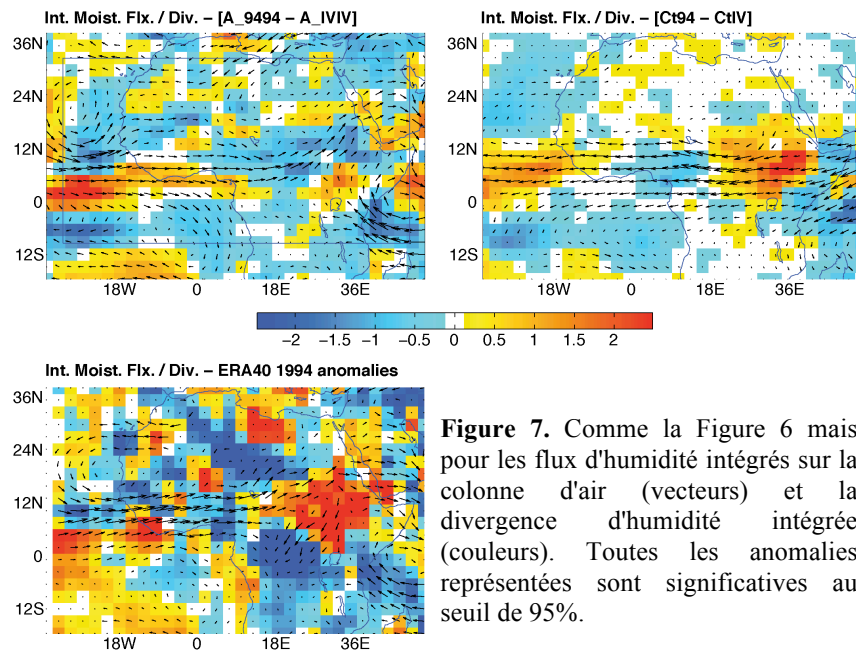 Int. Moist. Flx. / Div. – [A_9494 – A_IVIV]
36N
24N
12N
0
12S
18W 0 18E 36E
Int. Moist. Flx. / Div. – [Ct94 – CtIV]
36N
24N
12N
0
12S
18W 0 18E 36E
−2 −1.5 −1 −0.5 0 0.5 1 1.5 2
Int. Moist. Flx. / Div. – ERA40 1994 anomalies
36N
24N
12N
0
12S
18W 0 18E 36E
Figure 7. Comme la Figure 6 mais
pour les flux d'humidité intégrés sur la
colonne d'air (vecteurs) et la
divergence d'humidité intégrée
(couleurs). Toutes les anomalies
représentées sont significatives au
seuil de 95%.